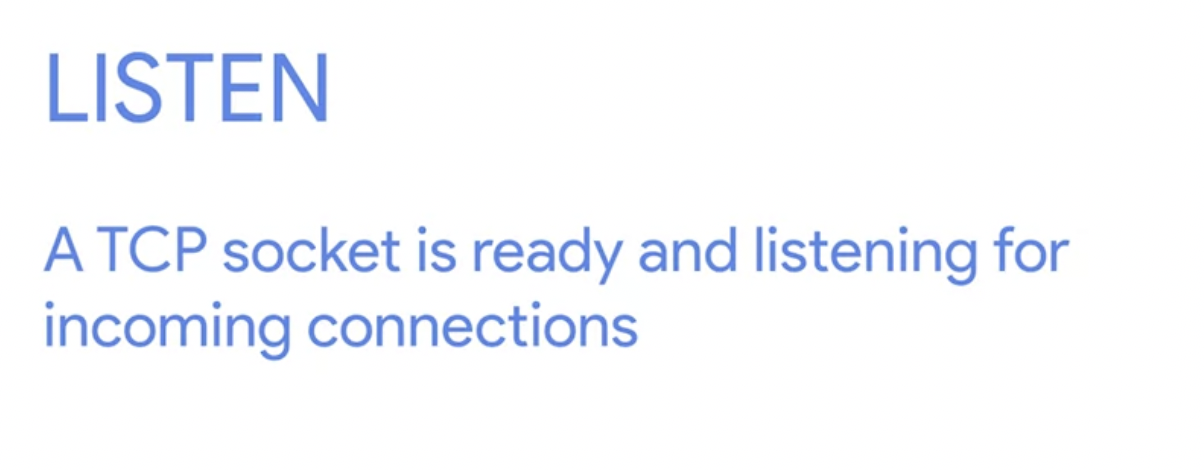 LISTEN
A TCP socket is ready and listening for
incoming connections